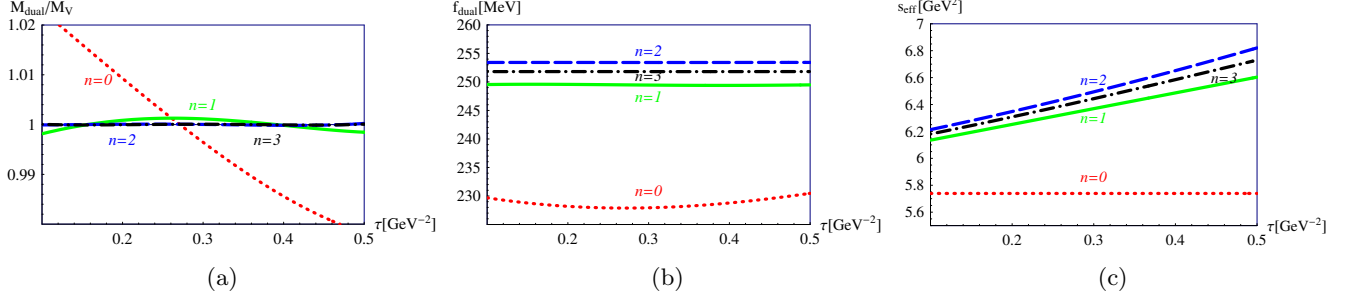 M_dual/M_V
1.02
1.01
1
0.99
n=0
n=1
n=2
n=3
0.2
0.3
0.4
0.5
τ[GeV⁻²]
(a)
f_dual[MeV]
260
255
250
245
240
235
230
n=2
n=3
n=1
n=0
0.2
0.3
0.4
0.5
τ[GeV⁻²]
(b)
s_eff[GeV²]
7
6.8
6.6
6.4
6.2
6
5.8
5.6
n=2
n=3
n=1
n=0
0.2
0.3
0.4
0.5
τ[GeV⁻²]
(c)